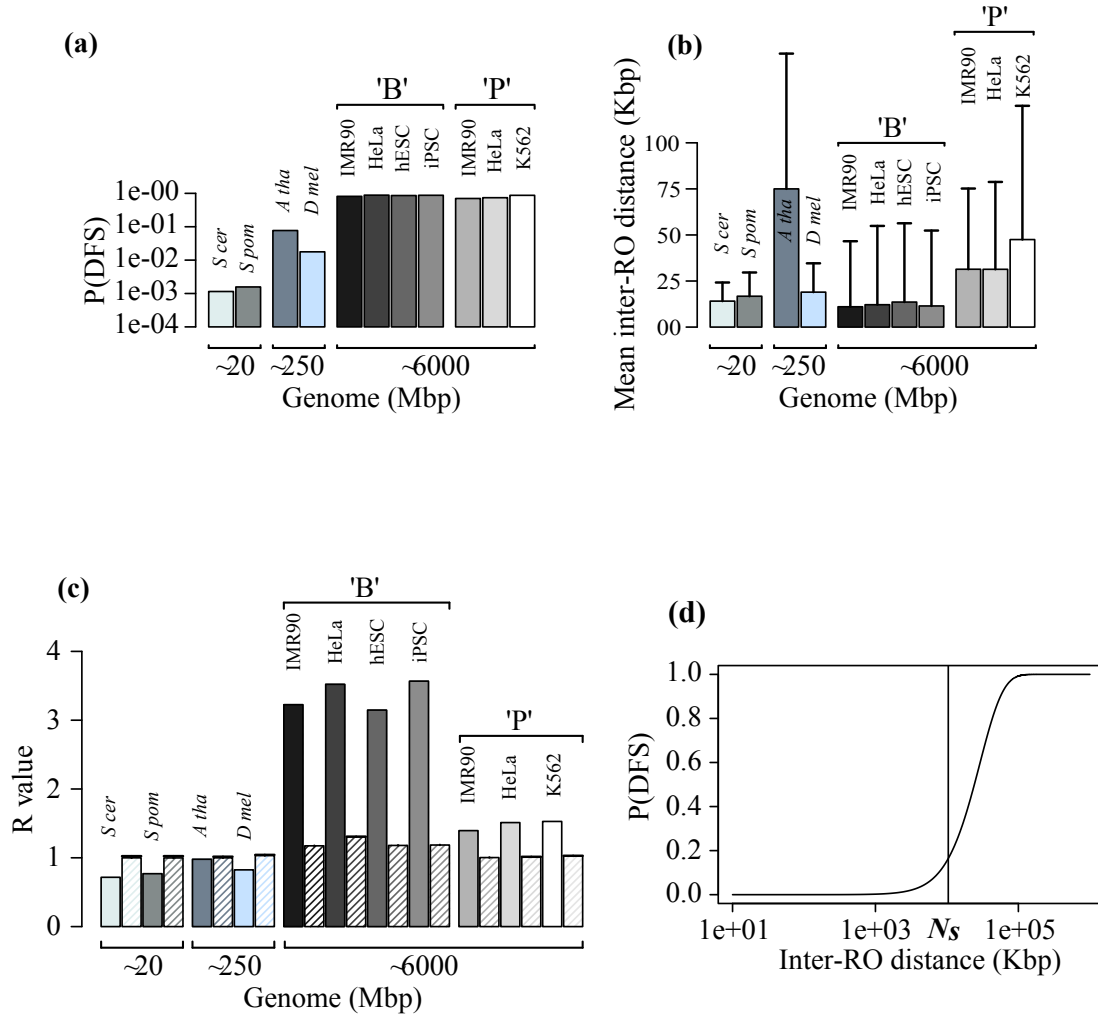 (a)
'B'
'P'
IMR90
HeLa
hESC
iPSC
IMR90
HeLa
K562
A tha
D mel
S cer
S pom
P(DFS)
1e-00
1e-01
1e-02
1e-03
1e-04
~20
~250
~6000
Genome (Mbp)
(b)
'P'
IMR90
HeLa
K562
'B'
IMR90
HeLa
hESC
iPSC
S cer
S pom
A tha
D mel
Mean inter-RO distance (Kbp)
100
75
50
25
00
~20
~250
~6000
Genome (Mbp)
(c)
'B'
IMR90
HeLa
hESC
iPSC
'P'
IMR90
HeLa
K562
S cer
S pom
A tha
D mel
R value
4
3
2
1
0
~20
~250
~6000
Genome (Mbp)
(d)
P(DFS)
1.0
0.8
0.6
0.4
0.2
0.0
1e+01
1e+03
Ns
1e+05
Inter-RO distance (Kbp)